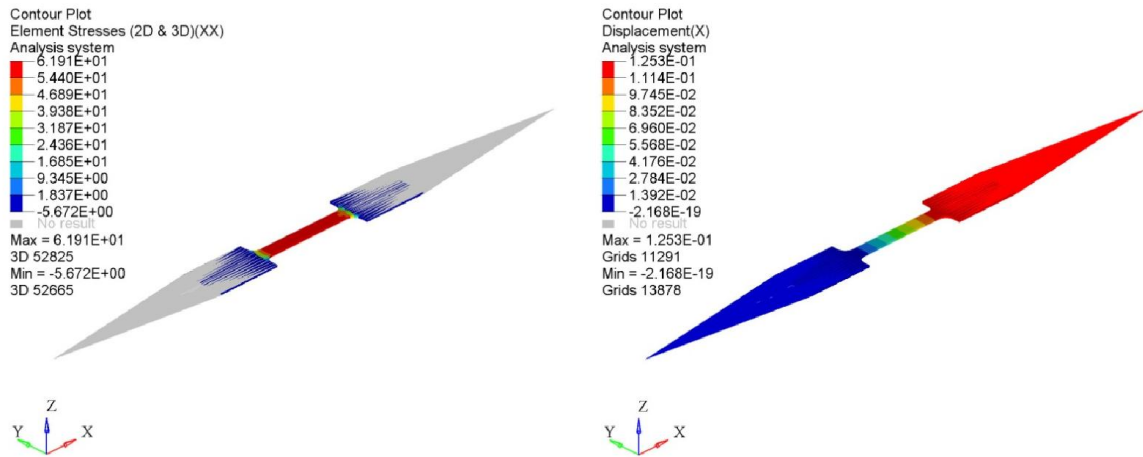 Contour Plot
Element Stresses (2D & 3D)(XX)
Analysis system
6.191E+01
5.440E+01
4.689E+01
3.938E+01
3.187E+01
2.436E+01
1.685E+01
9.345E+00
1.837E+00
-5.672E+00
No result
Max = 6.191E+01
3D 52825
Min = -5.672E+00
3D 52665
Z
Y
X
Contour Plot
Displacement(X)
Analysis system
1.253E-01
1.114E-01
9.745E-02
8.352E-02
6.960E-02
5.568E-02
4.176E-02
2.784E-02
1.392E-02
-2.168E-19
No result
Max = 1.253E-01
Grids 11291
Min = -2.168E-19
Grids 13878
Z
Y
X